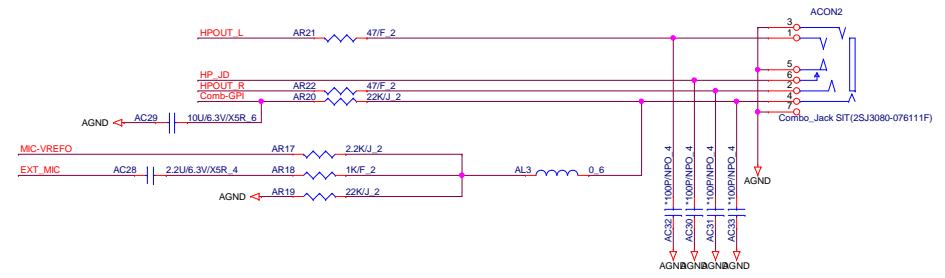 ACON2
3
HPOUT_L AR21 47/F_2 1
5
HP_JD 6
HPOUT_R AR22 47/F_2 2
Comb-GPI AR20 22K/J_2 4
7
AGND AC29 10U/6.3V/X5R_6
Combo_Jack SIT(2SJ3080-076111F)
MIC-VREFO AR17 2.2K/J_2
EXT_MIC AC28 2.2U/6.3V/X5R_4 AR18 1K/F_2 AL3 0_6
AGND AR19 22K/J_2
AGND
*100P/NPO_4 *100P/NPO_4 *100P/NPO_4 *100P/NPO_4
AC32 AC30 AC31 AC33
AGND AGND AGND AGND